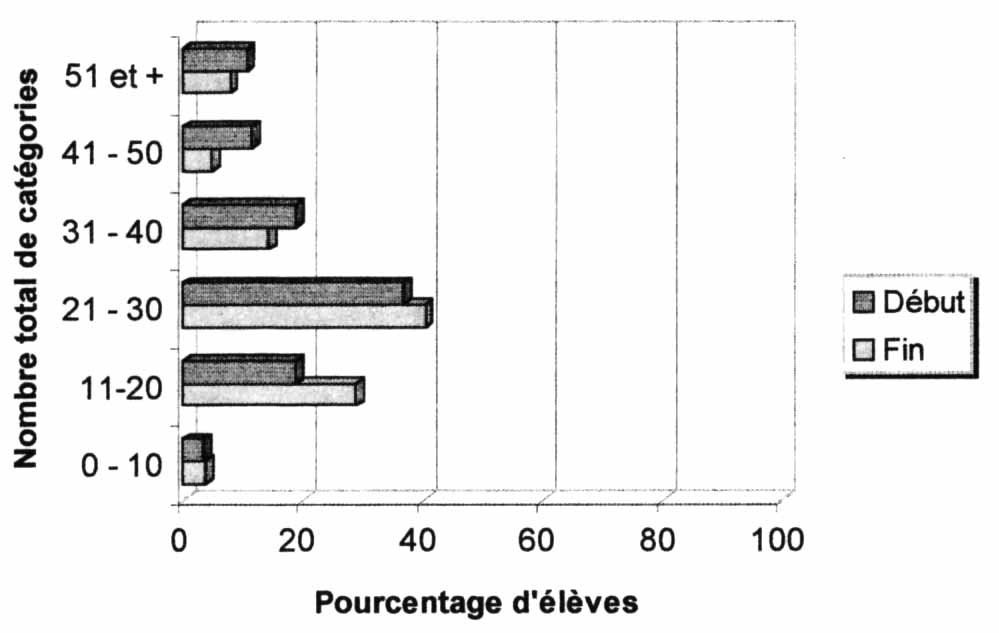 Nombre total de catégories
51 et +
41 - 50
31 - 40
21 - 30
11-20
0 - 10
0 20 40 60 80 100
Pourcentage d'élèves
Début
Fin